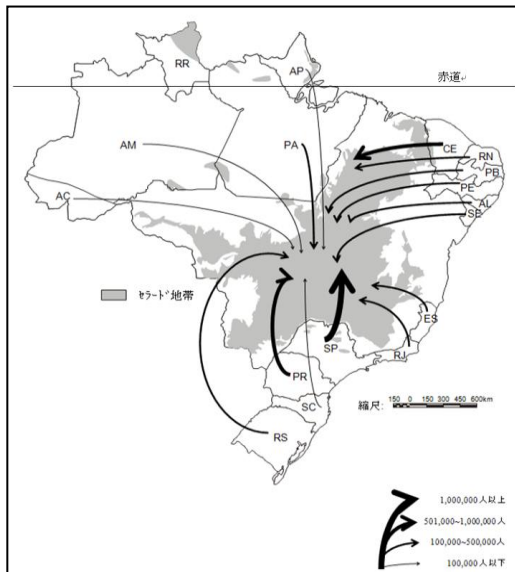 RR
AP
赤道
AM
PA
CE
RN
PB
PE
AC
AL
SE
セラード地帯
ES
SP
RJ
PR
縮尺:
150 0 150 300 450 600km
SC
RS
1,000,000人以上
501,000~1,000,000人
100,000~500,000人
100,000人以下